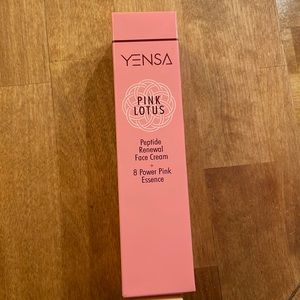 YENSA
PINK
LOTUS
Peptide
Renewal
Face Cream
+
8 Power Pink
Essence